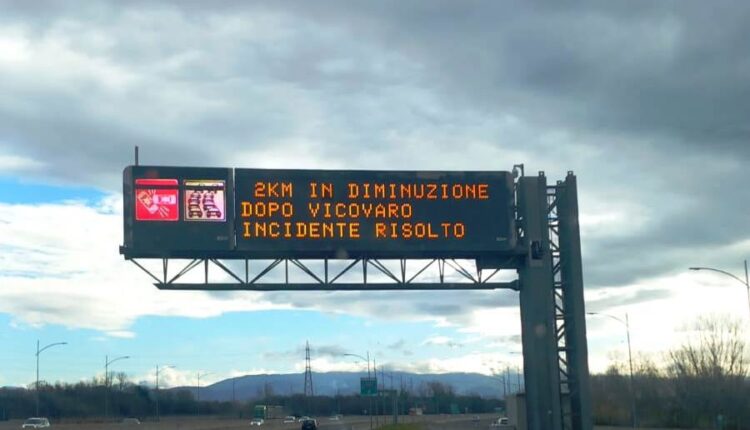 2KM IN DIMINUZIONE
DOPO VICOVARO
INCIDENTE RISOLTO